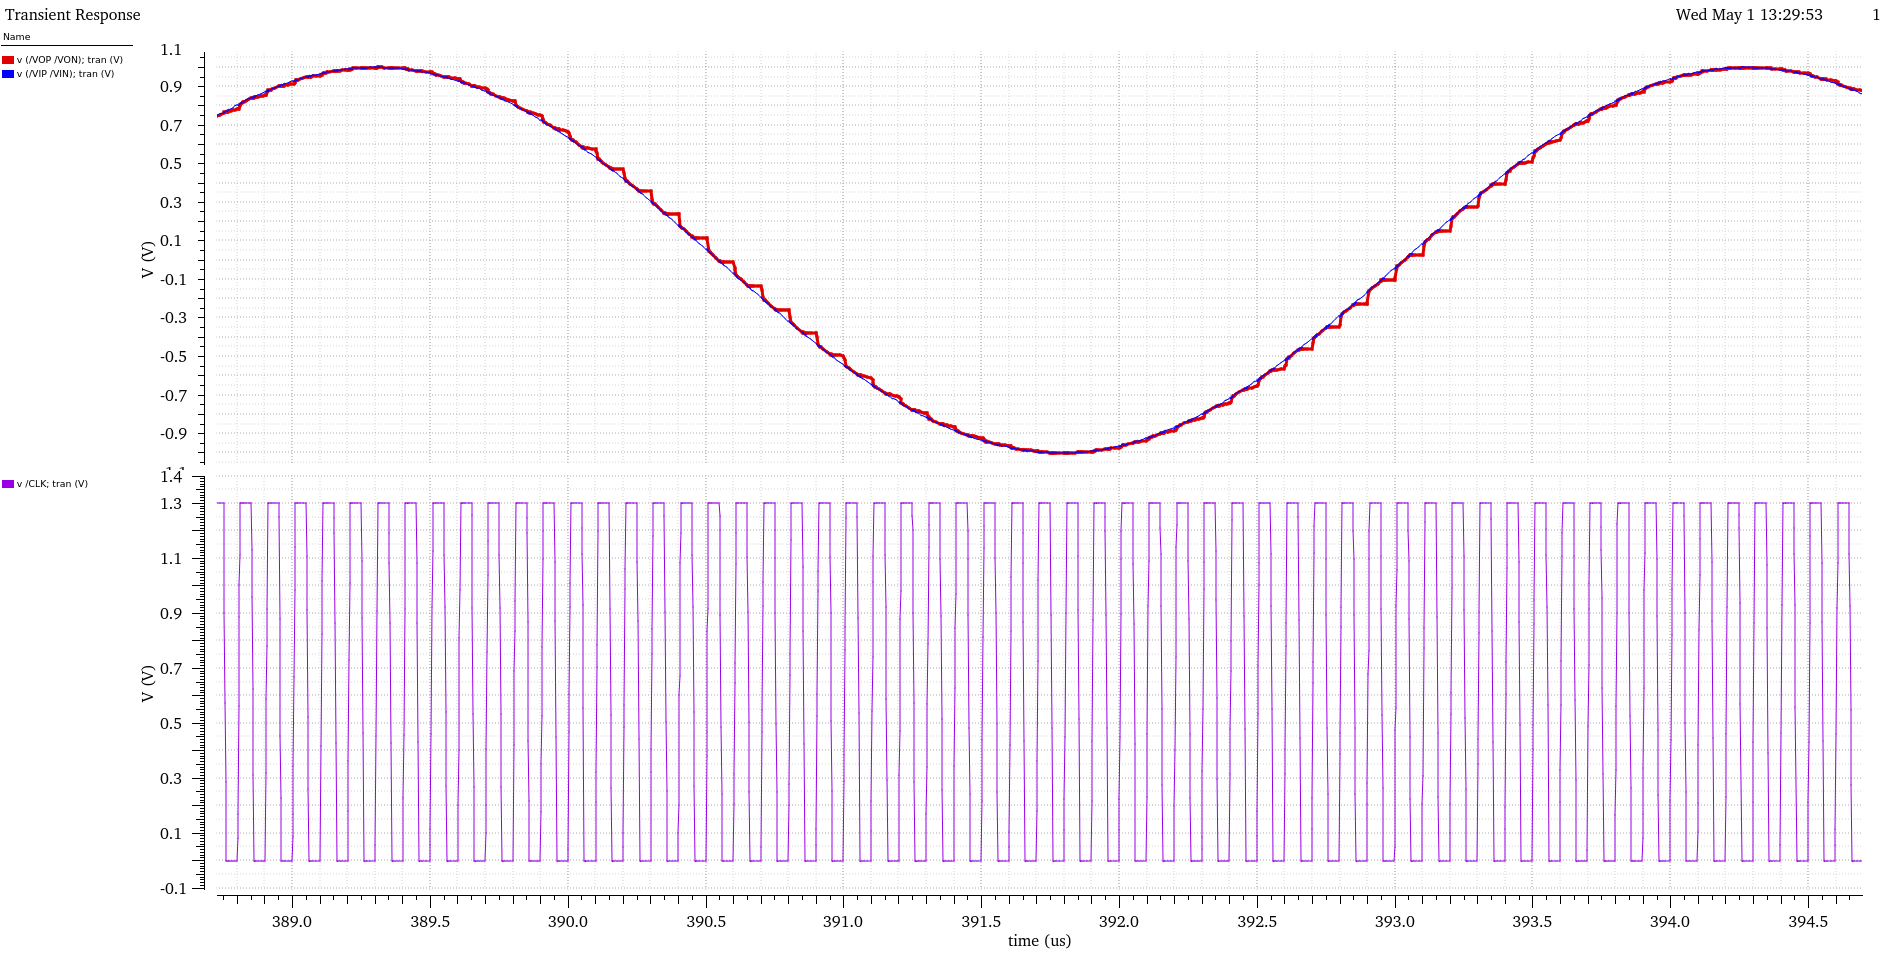 Transient Response
Wed May 1 13:29:53 1
Name
v (/VOP /VON); tran (V)
v (/VIP /VIN); tran (V)
1.1
0.9
0.7
0.5
0.3
0.1
-0.1
-0.3
-0.5
-0.7
-0.9
V (V)
v /CLK; tran (V)
1.4
1.3
1.1
0.9
0.7
0.5
0.3
0.1
-0.1
V (V)
389.0 389.5 390.0 390.5 391.0 391.5 392.0 392.5 393.0 393.5 394.0 394.5
time (us)